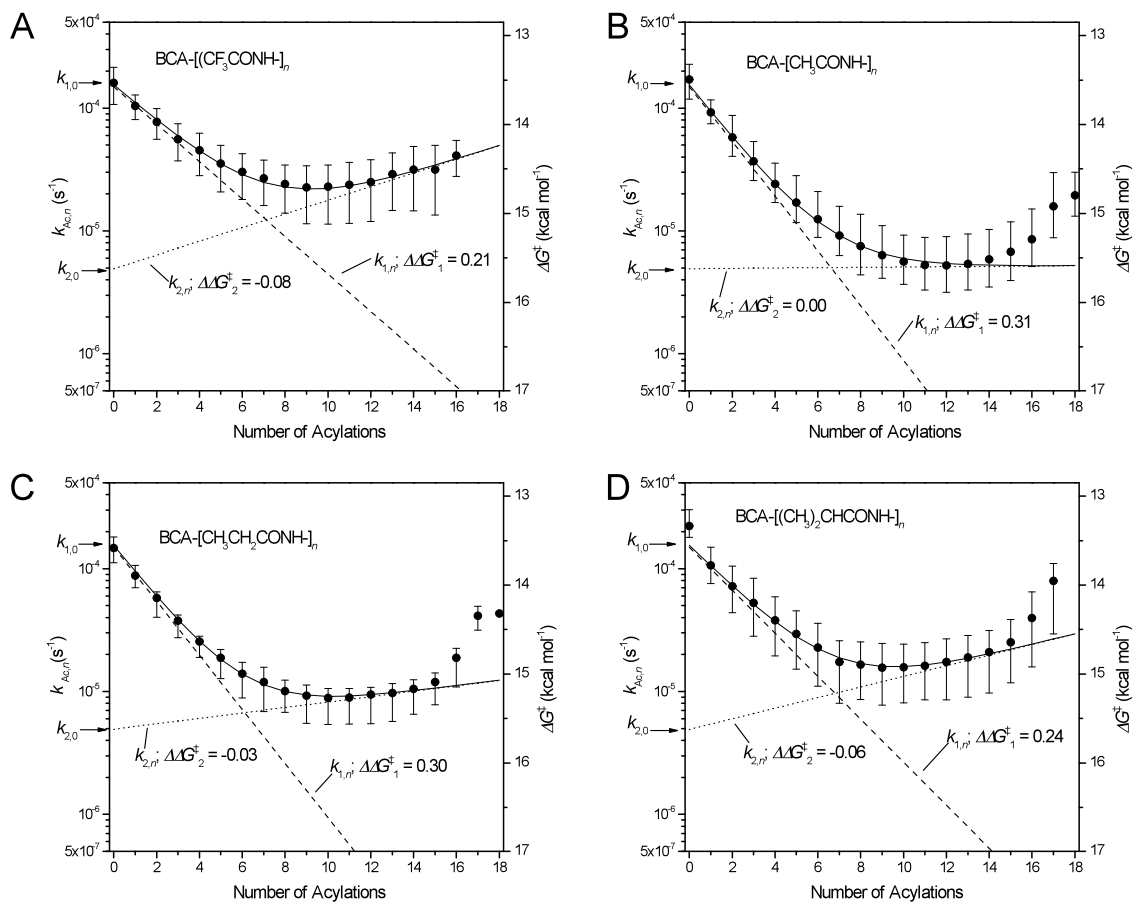 A
BCA-[(CF₃CONH-]ₙ
5x10⁻⁴
10⁻⁴
10⁻⁵
10⁻⁶
5x10⁻⁷
k₁,₀
k₂,₀
k_Ac,n (s⁻¹)
k₁,ₙ; ΔΔG‡₁ = 0.21
k₂,ₙ; ΔΔG‡₂ = -0.08
13
14
15
16
17
ΔG‡ (kcal mol⁻¹)
0 2 4 6 8 10 12 14 16 18
Number of Acylations
B
BCA-[CH₃CONH-]ₙ
5x10⁻⁴
10⁻⁴
10⁻⁵
10⁻⁶
5x10⁻⁷
k₁,₀
k₂,₀
k_Ac,n (s⁻¹)
k₂,ₙ; ΔΔG‡₂ = 0.00
k₁,ₙ; ΔΔG‡₁ = 0.31
13
14
15
16
17
ΔG‡ (kcal mol⁻¹)
0 2 4 6 8 10 12 14 16 18
Number of Acylations
C
BCA-[CH₃CH₂CONH-]ₙ
5x10⁻⁴
10⁻⁴
10⁻⁵
10⁻⁶
5x10⁻⁷
k₁,₀
k₂,₀
k_Ac,n (s⁻¹)
k₂,ₙ; ΔΔG‡₂ = -0.03
k₁,ₙ; ΔΔG‡₁ = 0.30
13
14
15
16
17
ΔG‡ (kcal mol⁻¹)
0 2 4 6 8 10 12 14 16 18
Number of Acylations
D
BCA-[(CH₃)₂CHCONH-]ₙ
5x10⁻⁴
10⁻⁴
10⁻⁵
10⁻⁶
5x10⁻⁷
k₁,₀
k₂,₀
k_Ac,n (s⁻¹)
k₁,ₙ; ΔΔG‡₁ = 0.24
k₂,ₙ; ΔΔG‡₂ = -0.06
13
14
15
16
17
ΔG‡ (kcal mol⁻¹)
0 2 4 6 8 10 12 14 16 18
Number of Acylations